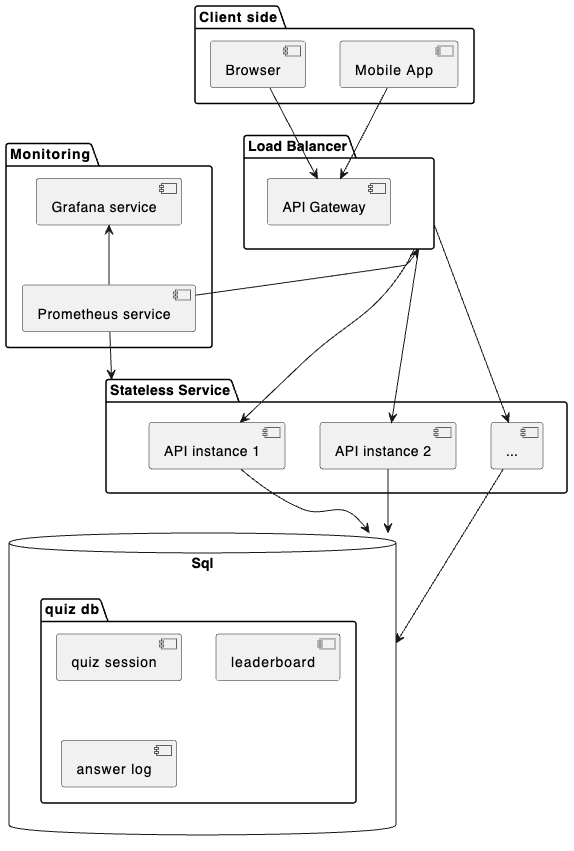 Client side
Browser
Mobile App
Load Balancer
API Gateway
Monitoring
Grafana service
Prometheus service
Stateless Service
API instance 1
API instance 2
...
Sql
quiz db
quiz session
leaderboard
answer log